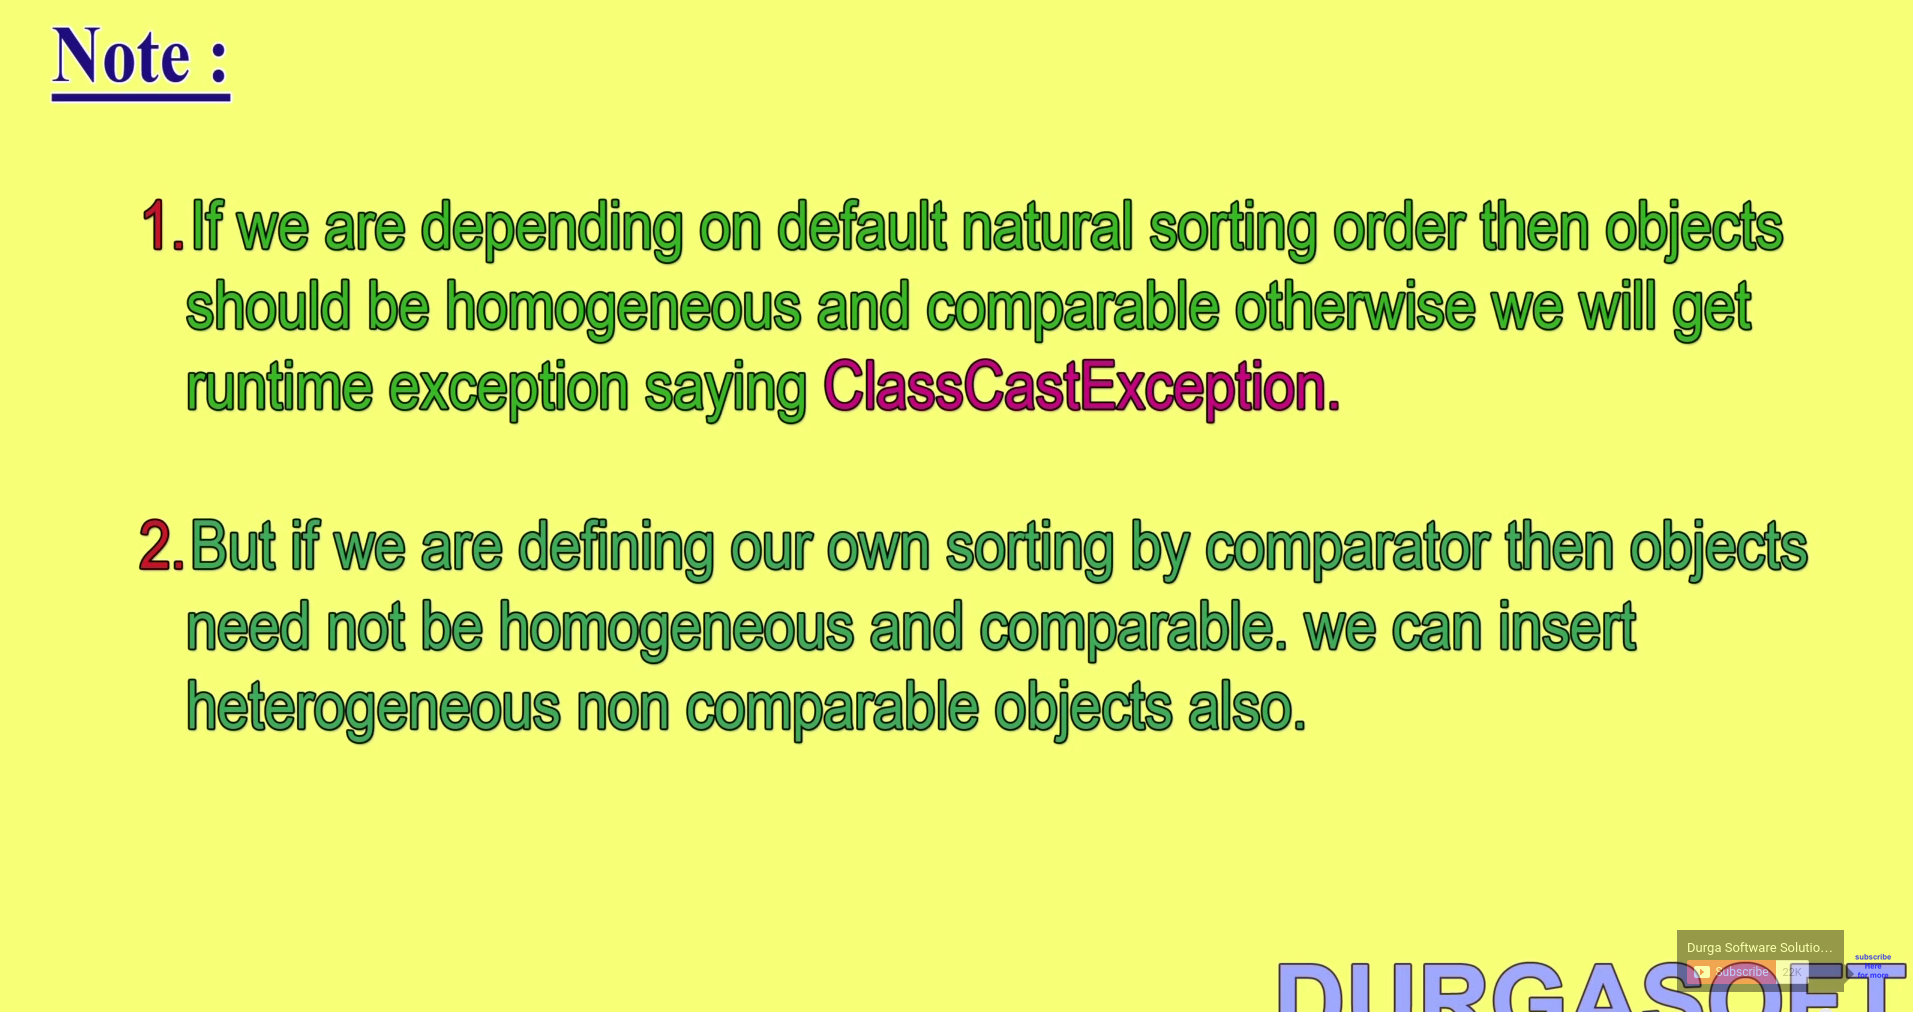 Note :
1. If we are depending on default natural sorting order then objects
should be homogeneous and comparable otherwise we will get
runtime exception saying ClassCastException.
2. But if we are defining our own sorting by comparator then objects
need not be homogeneous and comparable. we can insert
heterogeneous non comparable objects also.
Durga Software Solutio...
Subscribe 22K
subscribe
Here
for more
DURGASOFT